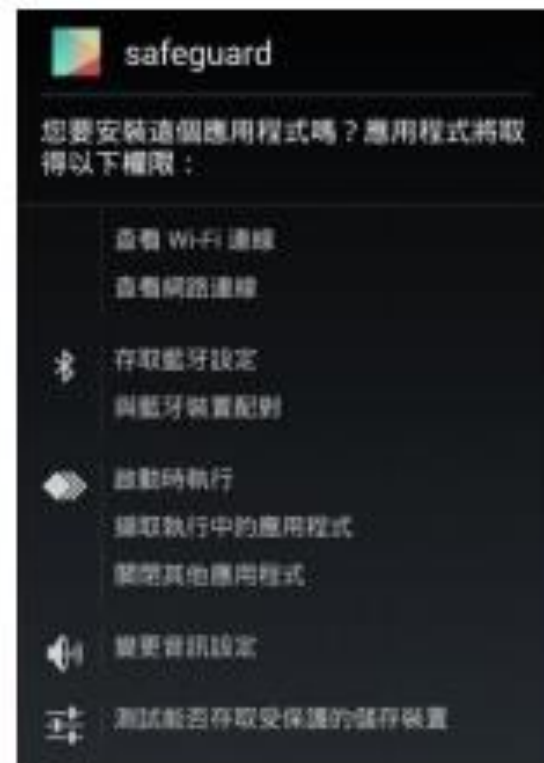 safeguard
您要安裝這個應用程式嗎？應用程式將取
得以下權限：
查看 Wi-Fi 連線
查看網路連線
存取藍牙設定
與藍牙裝置配對
啟動時執行
擷取執行中的應用程式
關閉其他應用程式
變更音訊設定
測試能否存取受保護的儲存裝置